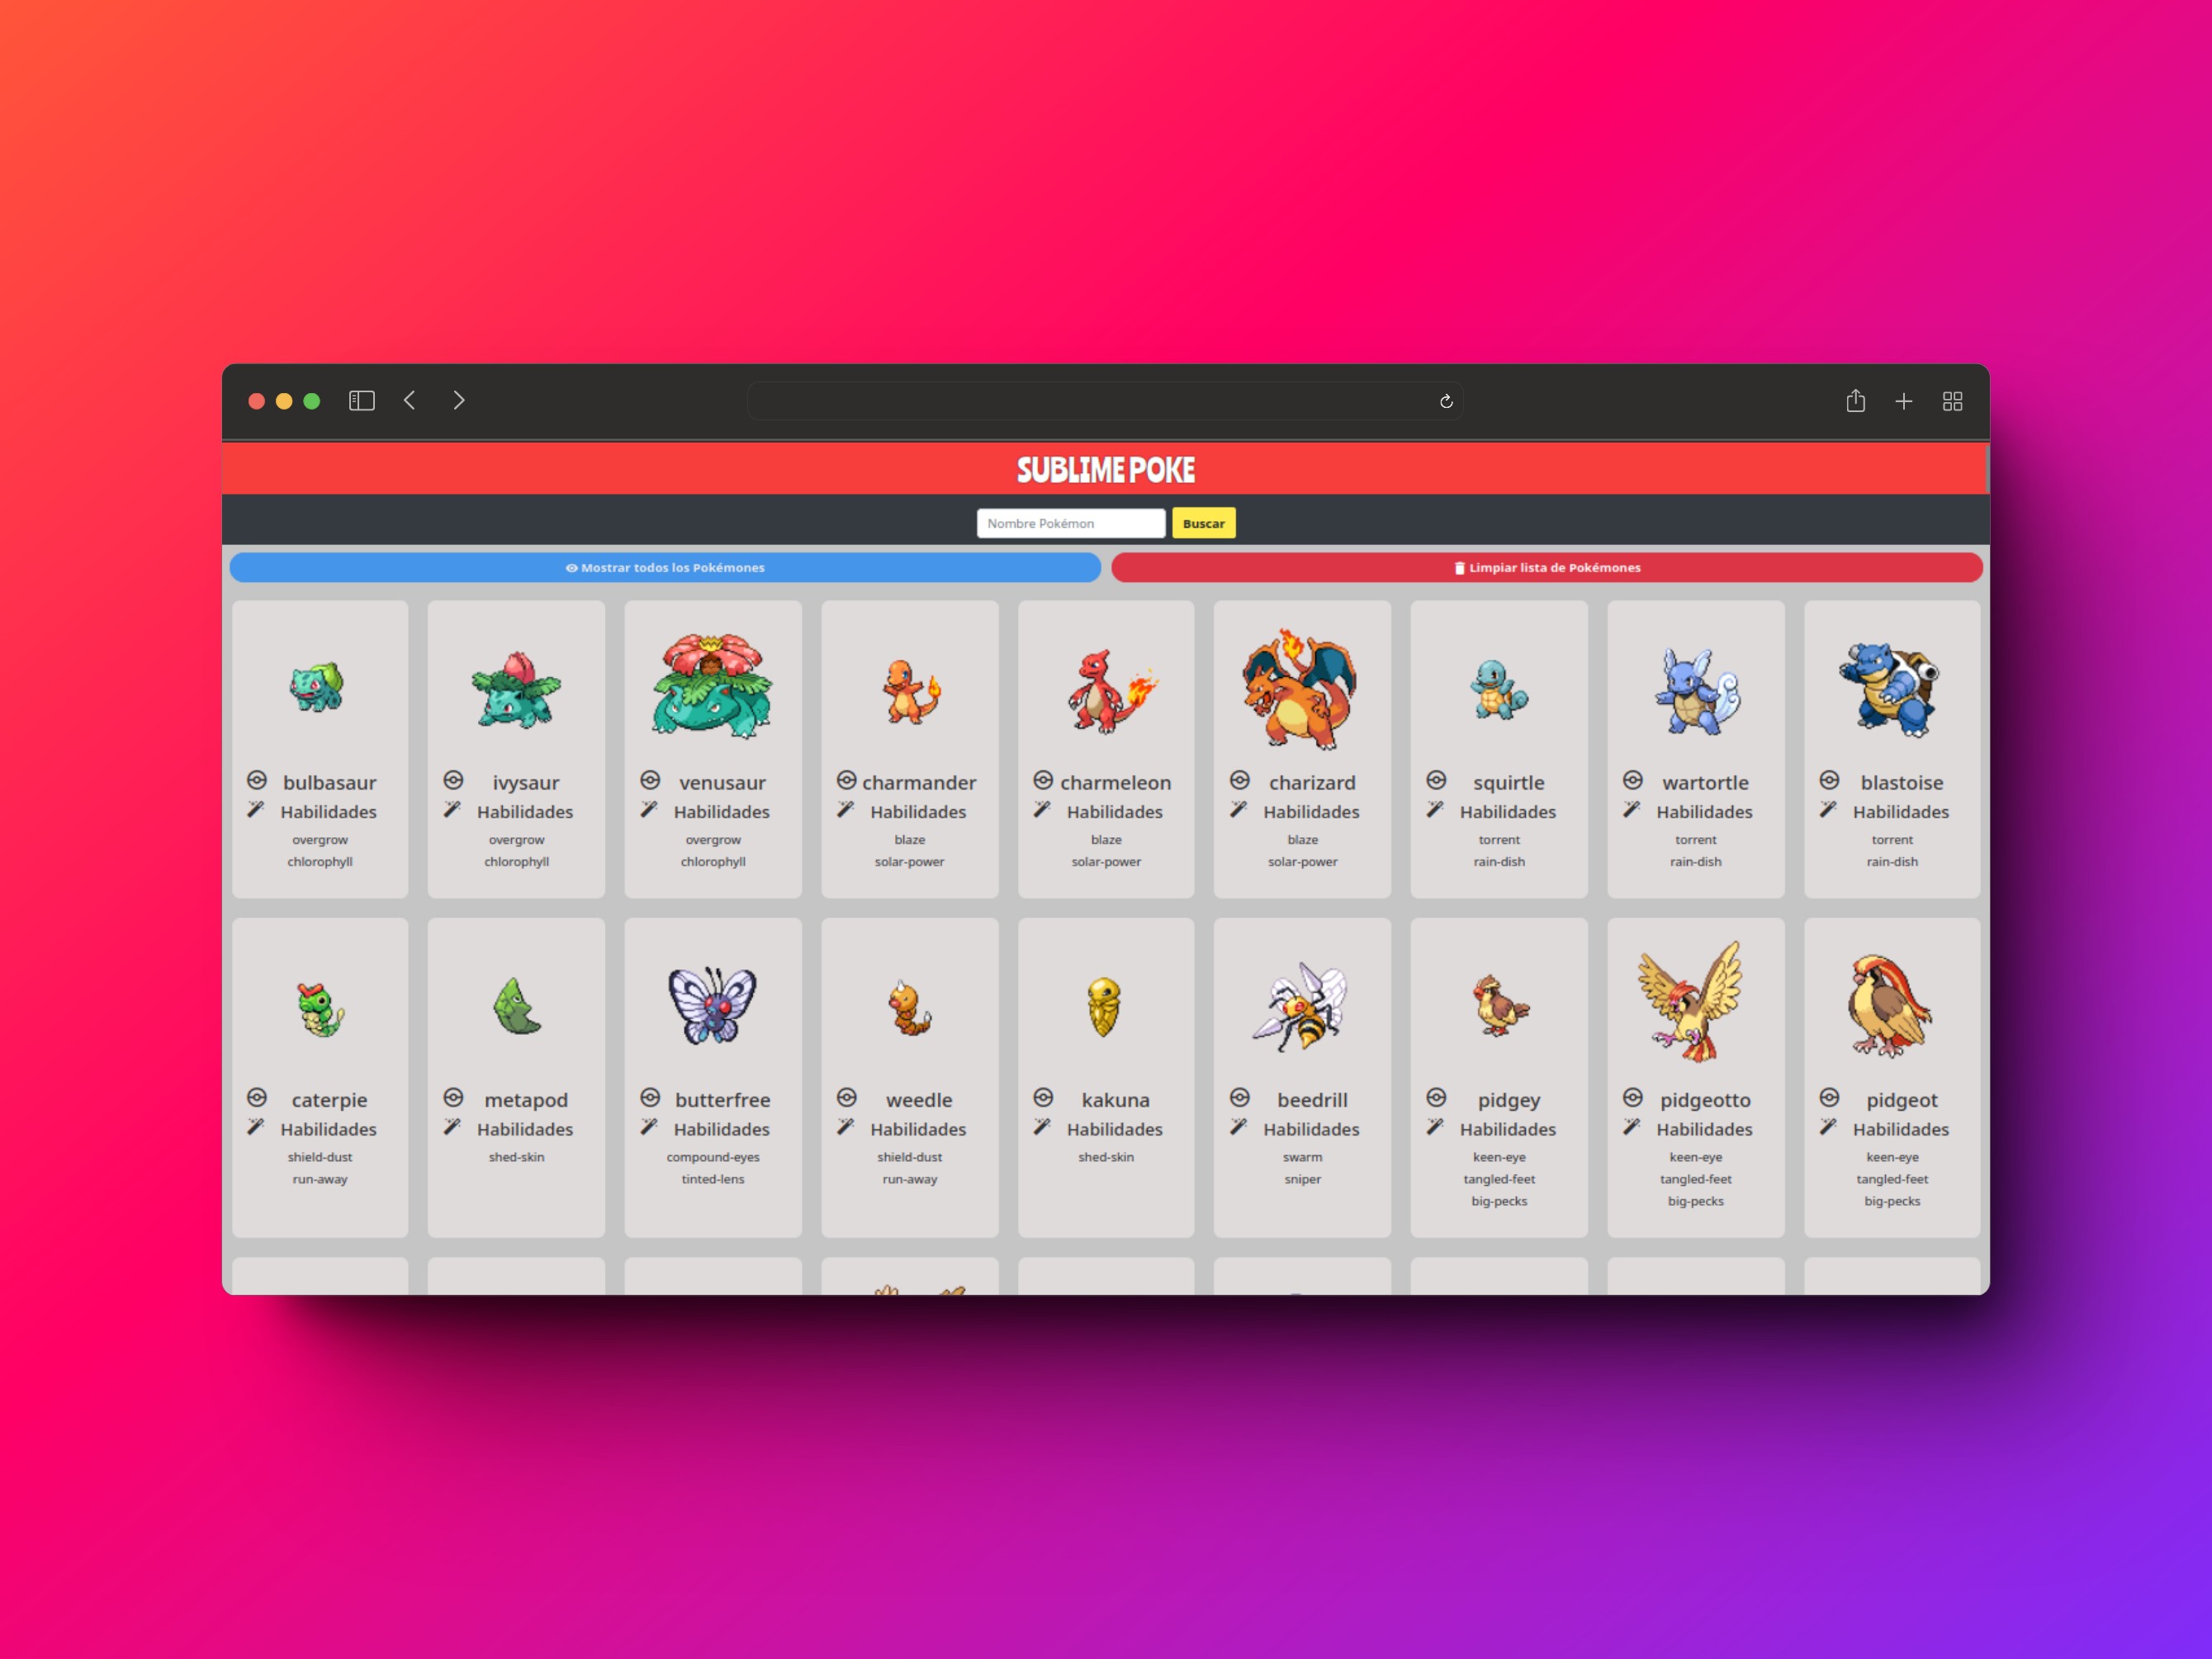 SUBLIME POKE
Nombre Pokémon
Buscar
Mostrar todos los Pokémones
Limpiar lista de Pokémones
bulbasaur
Habilidades
overgrow
chlorophyll
ivysaur
Habilidades
overgrow
chlorophyll
venusaur
Habilidades
overgrow
chlorophyll
charmander
Habilidades
blaze
solar-power
charmeleon
Habilidades
blaze
solar-power
charizard
Habilidades
blaze
solar-power
squirtle
Habilidades
torrent
rain-dish
wartortle
Habilidades
torrent
rain-dish
blastoise
Habilidades
torrent
rain-dish
caterpie
Habilidades
shield-dust
run-away
metapod
Habilidades
shed-skin
butterfree
Habilidades
compound-eyes
tinted-lens
weedle
Habilidades
shield-dust
run-away
kakuna
Habilidades
shed-skin
beedrill
Habilidades
swarm
sniper
pidgey
Habilidades
keen-eye
tangled-feet
big-pecks
pidgeotto
Habilidades
keen-eye
tangled-feet
big-pecks
pidgeot
Habilidades
keen-eye
tangled-feet
big-pecks